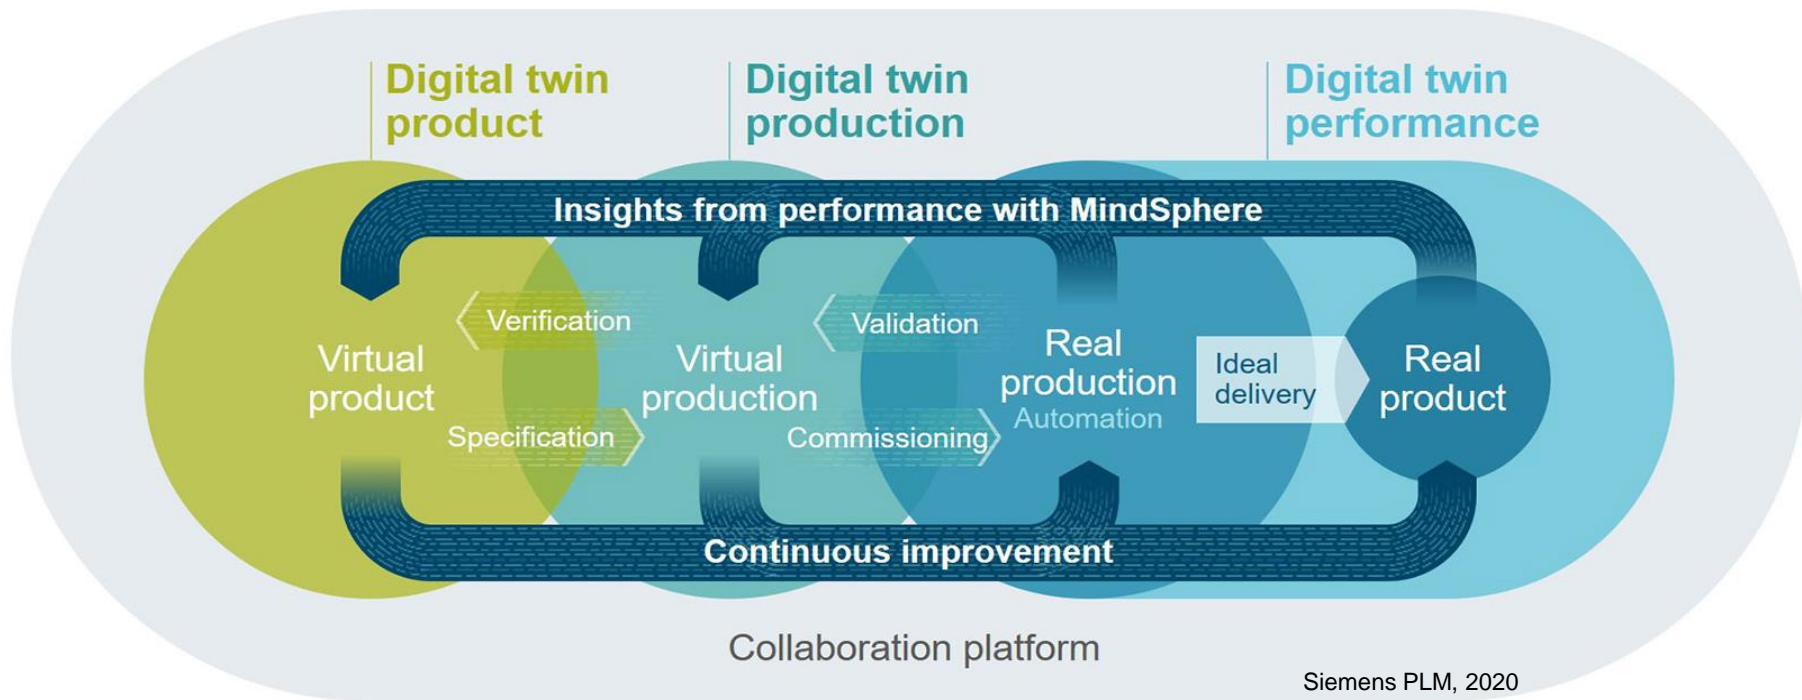 Digital twin
product
Digital twin
production
Digital twin
performance
Insights from performance with MindSphere
Verification
Validation
Virtual
product
Virtual
production
Real
production
Automation
Ideal
delivery
Real
product
Specification
Commissioning
Continuous improvement
Collaboration platform
Siemens PLM, 2020